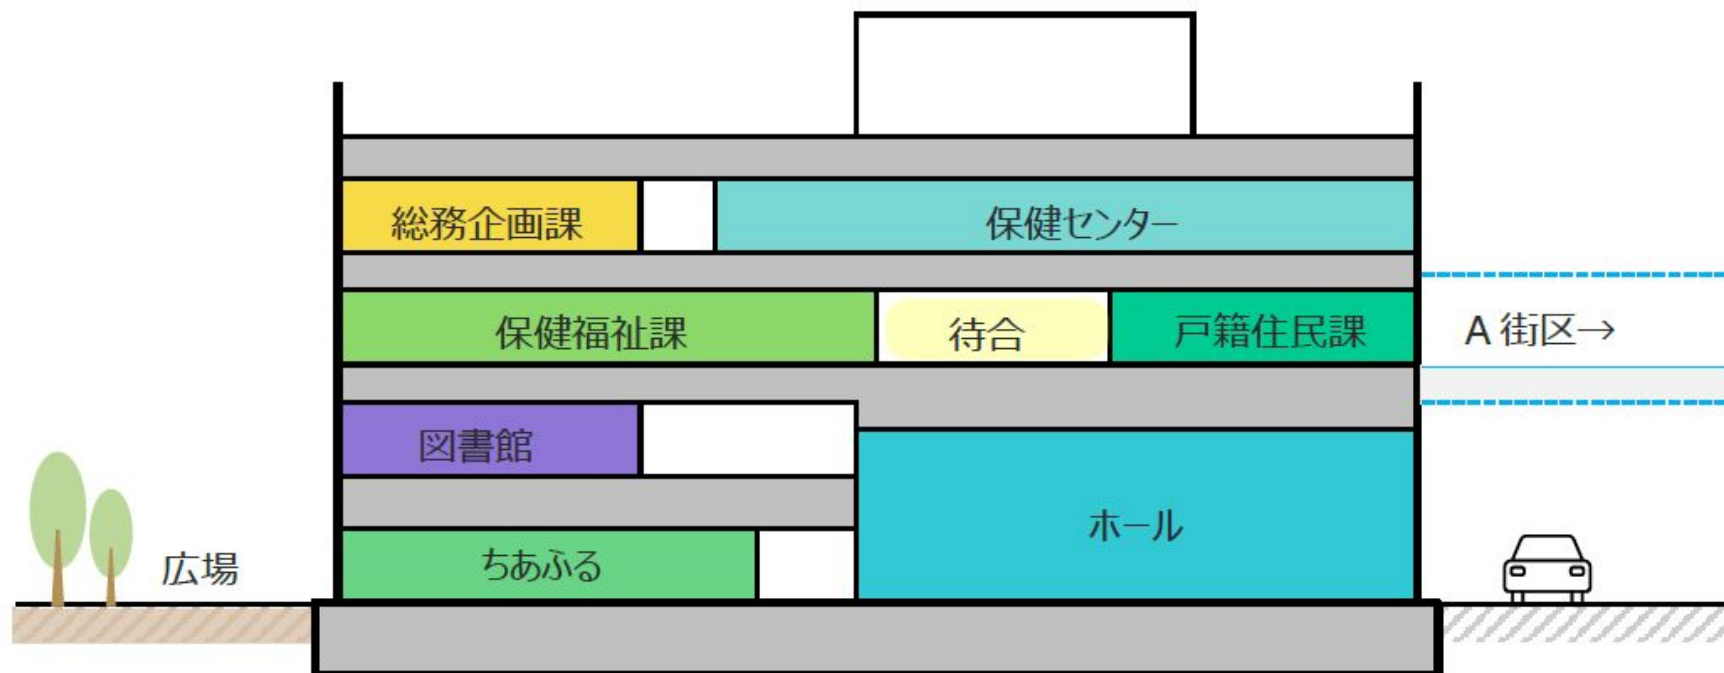 総務企画課
保健センター
保健福祉課
待合
戸籍住民課
A 街区→
図書館
ホール
ちあふる
広場